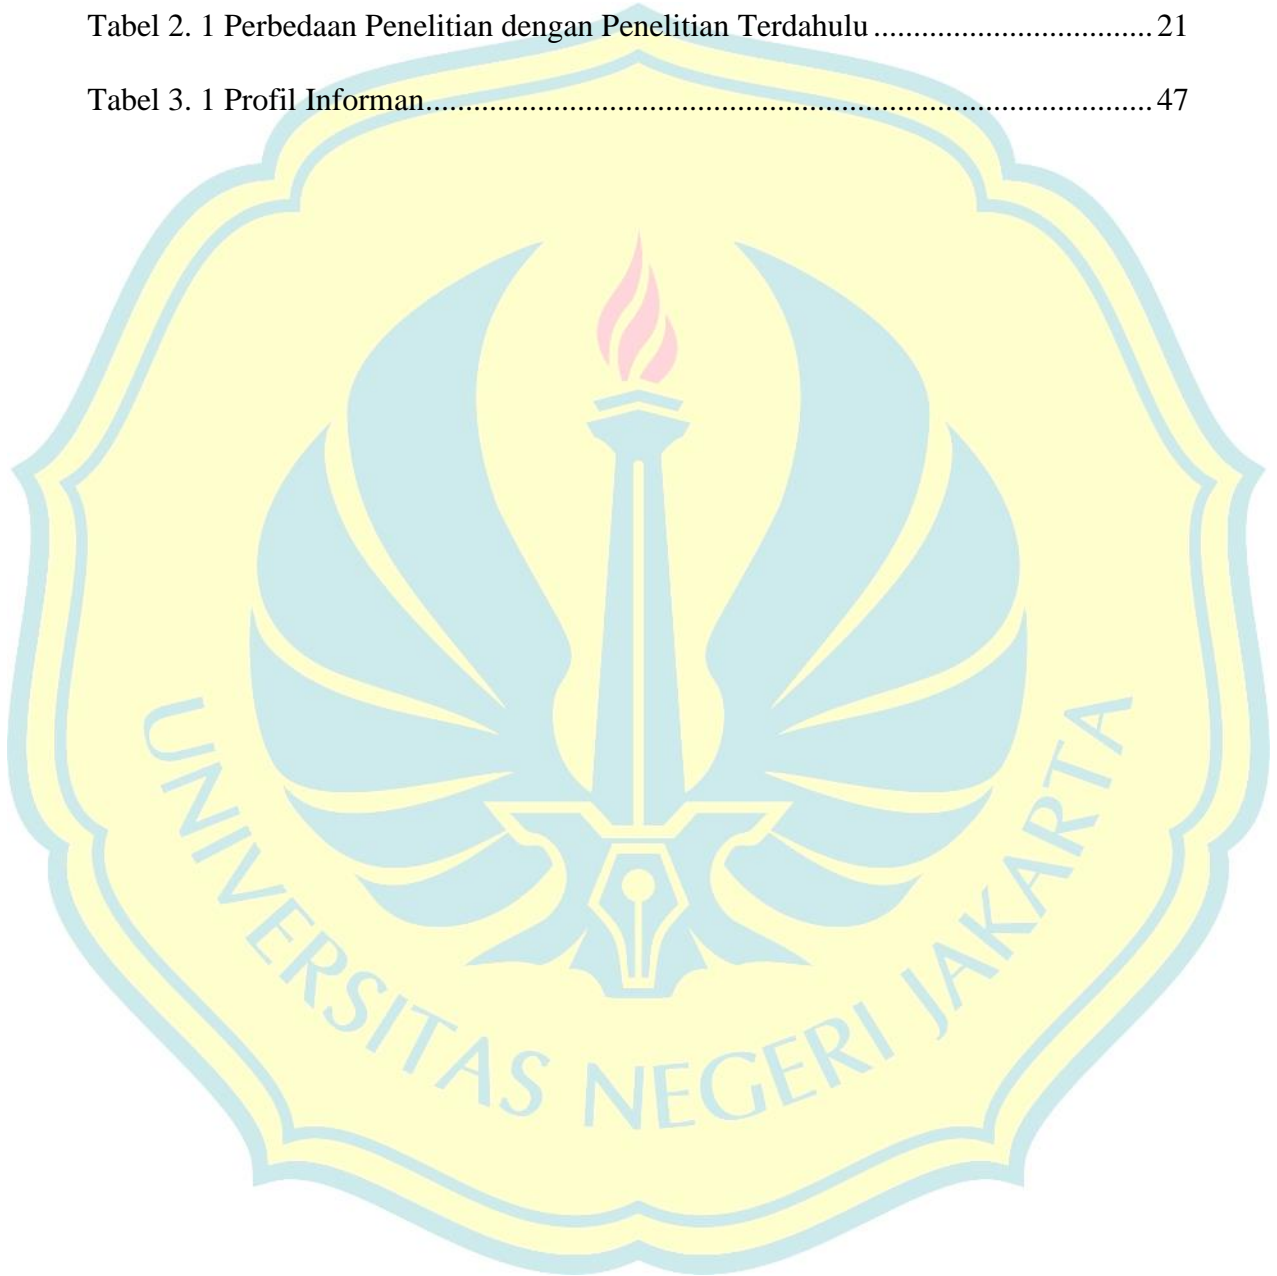 Tabel 2. 1 Perbedaan Penelitian dengan Penelitian Terdahulu ................................... 21
Tabel 3. 1 Profil Informan............................................................................................ 47
UNIVERSITAS NEGERI JAKARTA